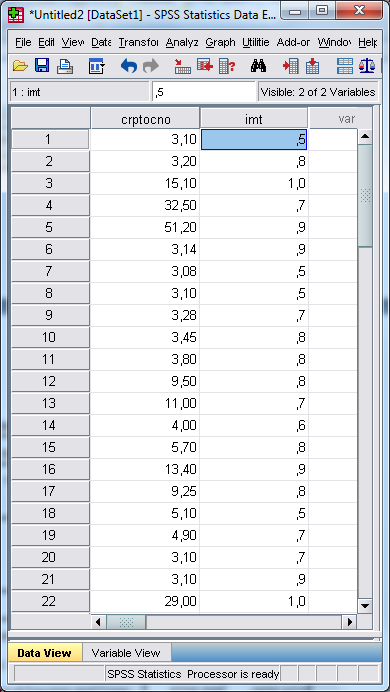 *Untitled2 [DataSet1] - SPSS Statistics Data E...
File Edit View Data Transform Analyz Graph Utilitie Add-on Window Help
1 : imt ,5 Visible: 2 of 2 Variables
crptocno imt var
1 3,10 ,5
2 3,20 ,8
3 15,10 1,0
4 32,50 ,7
5 51,20 ,9
6 3,14 ,9
7 3,08 ,5
8 3,10 ,5
9 3,28 ,7
10 3,45 ,8
11 3,80 ,8
12 9,50 ,8
13 11,00 ,7
14 4,00 ,6
15 5,70 ,8
16 13,40 ,9
17 9,25 ,8
18 5,10 ,5
19 4,90 ,7
20 3,10 ,7
21 3,10 ,9
22 29,00 1,0
Data View Variable View
SPSS Statistics Processor is ready